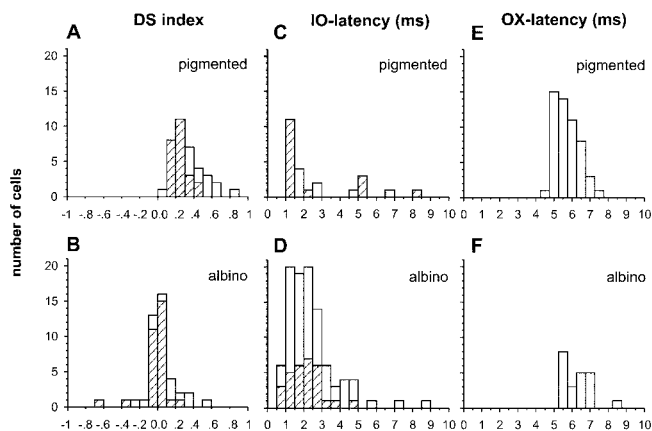 DS index IO-latency (ms) OX-latency (ms)
A C E
20 pigmented pigmented pigmented
15
10
5
0
-1 -.8 -.6 -.4 -.2 0.0 .2 .4 .6 .8 1 0 1 2 3 4 5 6 7 8 9 10 0 1 2 3 4 5 6 7 8 9 10
number of cells
B D F
20 albino albino albino
15
10
5
0
-1 -.8 -.6 -.4 -.2 0.0 .2 .4 .6 .8 1 0 1 2 3 4 5 6 7 8 9 10 0 1 2 3 4 5 6 7 8 9 10